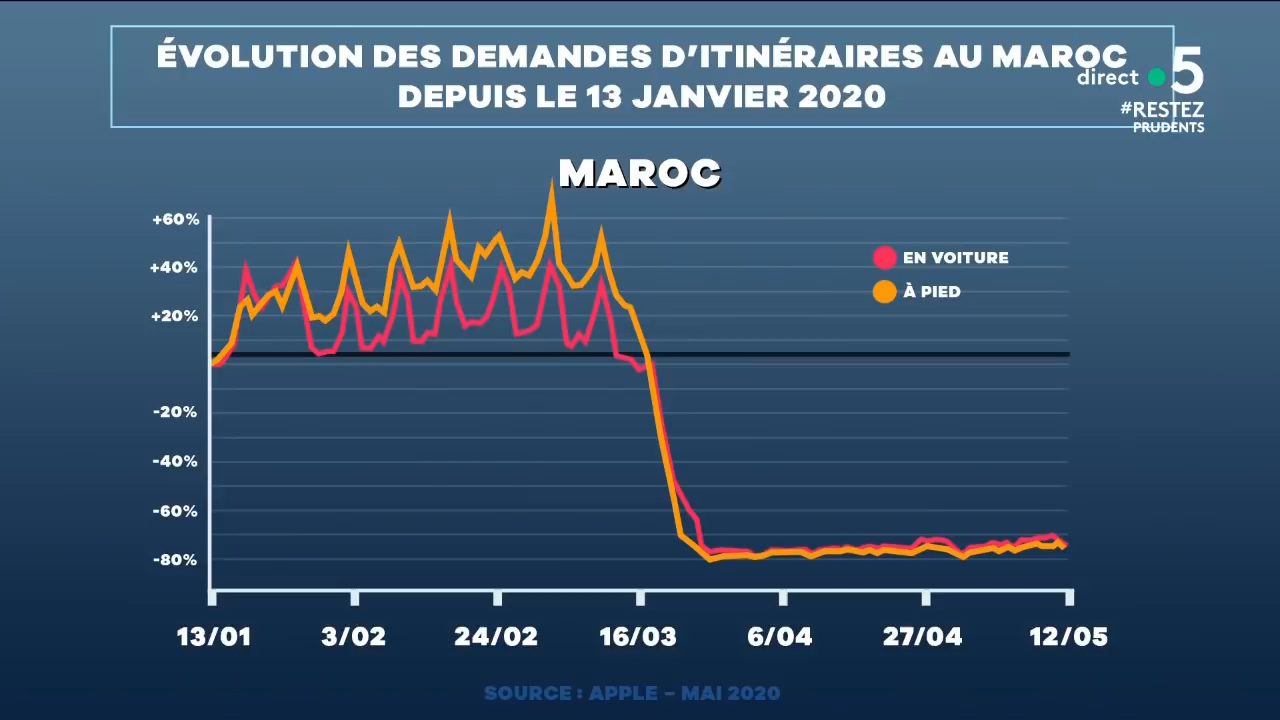 ÉVOLUTION DES DEMANDES D'ITINÉRAIRES AU MAROC
DEPUIS LE 13 JANVIER 2020
direct 5
#RESTEZ
PRUDENTS
MAROC
+60%
+40%
+20%
-20%
-40%
-60%
-80%
EN VOITURE
À PIED
13/01 3/02 24/02 16/03 6/04 27/04 12/05
SOURCE : APPLE – MAI 2020